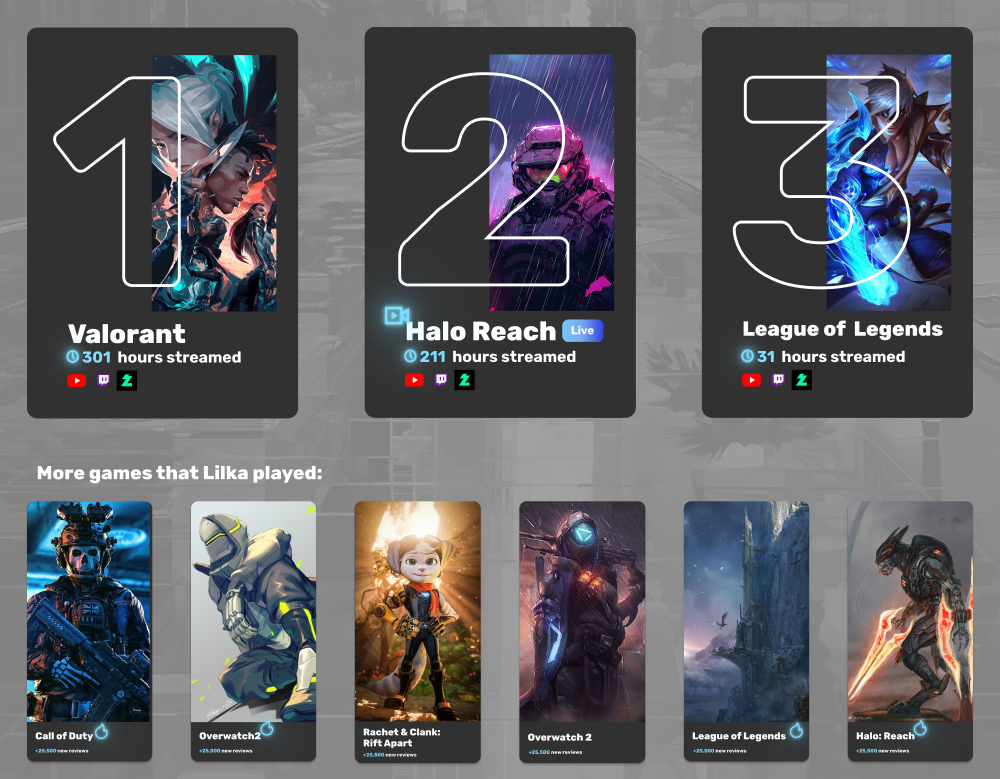 1
Valorant
301 hours streamed
2
Halo Reach Live
211 hours streamed
3
League of Legends
31 hours streamed
More games that Lilka played:
Call of Duty
+25,500 new reviews
Overwatch2
+25,500 new reviews
Rachet & Clank:
Rift Apart
+25,500 new reviews
Overwatch 2
+25,500 new reviews
League of Legends
+25,500 new reviews
Halo: Reach
+25,500 new reviews